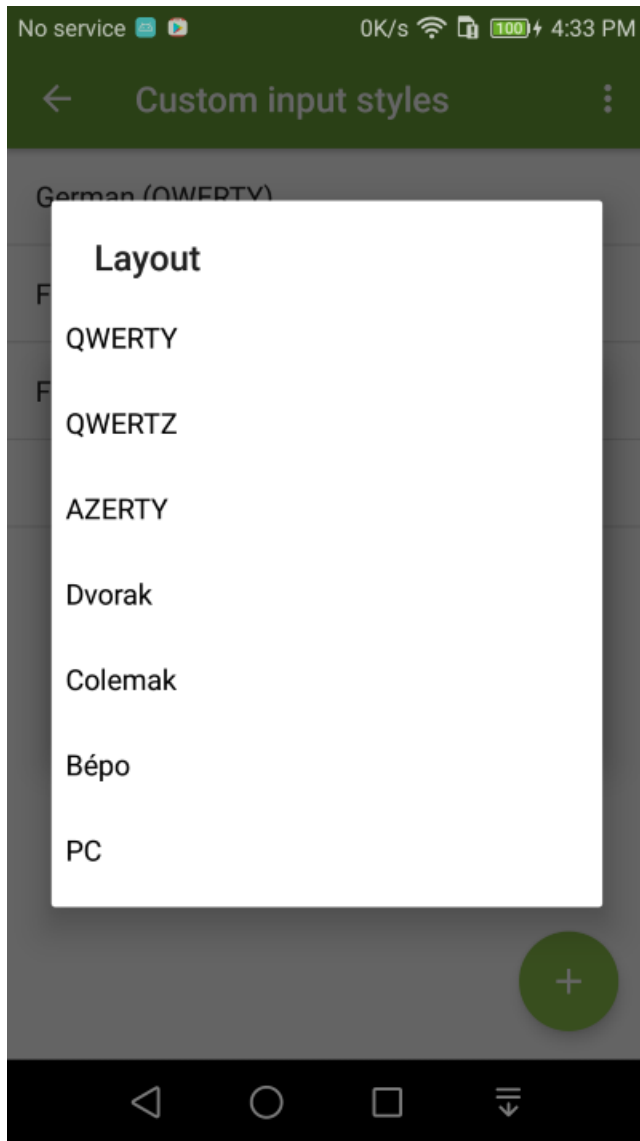 No service 0K/s 100 4:33 PM
Custom input styles
German (QWERTY)
Layout
F
QWERTY
F
QWERTZ
AZERTY
Dvorak
Colemak
Bépo
PC